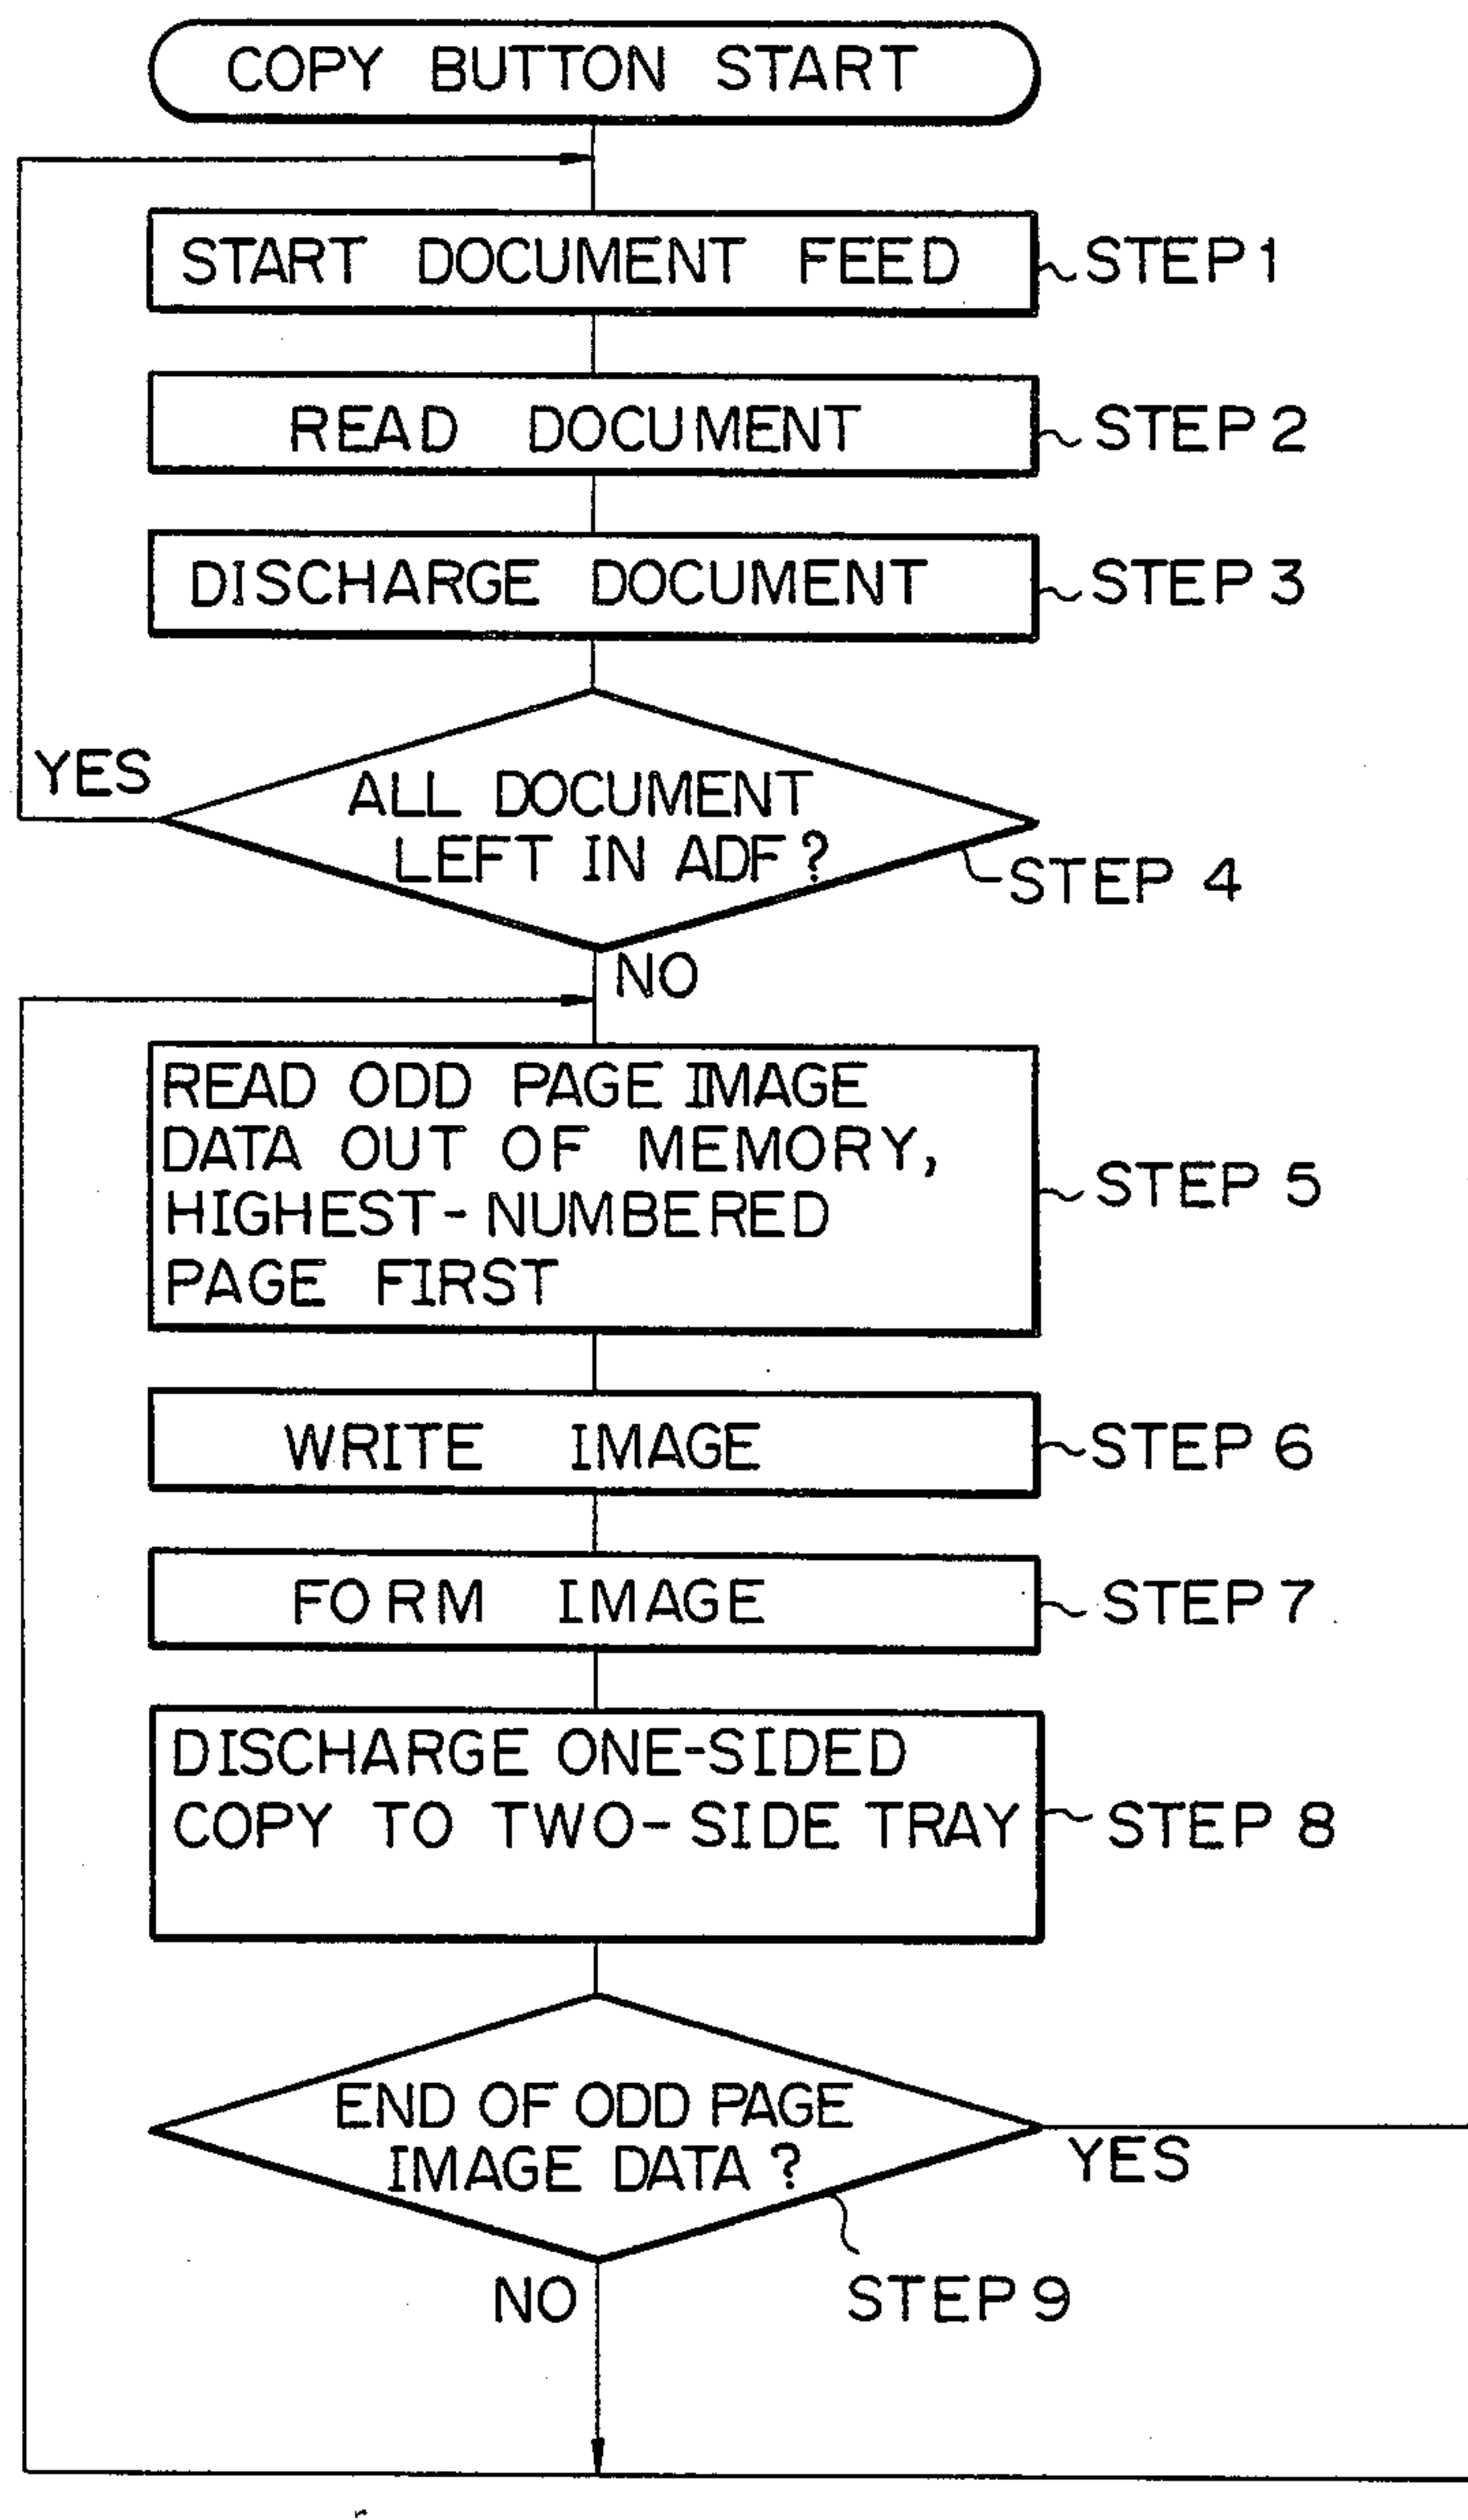 COPY BUTTON START
START DOCUMENT FEED
STEP 1
READ DOCUMENT
STEP 2
DISCHARGE DOCUMENT
STEP 3
YES
ALL DOCUMENT
LEFT IN ADF?
STEP 4
NO
READ ODD PAGE IMAGE
DATA OUT OF MEMORY,
HIGHEST-NUMBERED
PAGE FIRST
STEP 5
WRITE IMAGE
STEP 6
FORM IMAGE
STEP 7
DISCHARGE ONE-SIDED
COPY TO TWO-SIDE TRAY
STEP 8
END OF ODD PAGE
IMAGE DATA ?
YES
NO
STEP 9